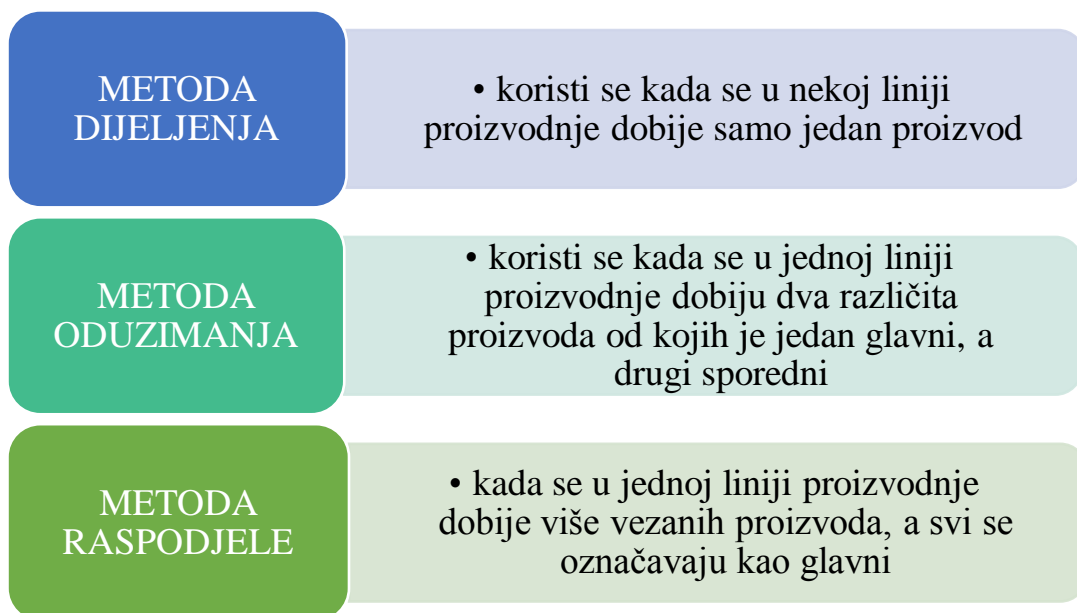 METODA
DIJELJENJA
• koristi se kada se u nekoj liniji
proizvodnje dobije samo jedan proizvod
METODA
ODUZIMANJA
• koristi se kada se u jednoj liniji
proizvodnje dobiju dva različita
proizvoda od kojih je jedan glavni, a
drugi sporedni
METODA
RASPODJELE
• kada se u jednoj liniji proizvodnje
dobije više vezanih proizvoda, a svi se
označavaju kao glavni